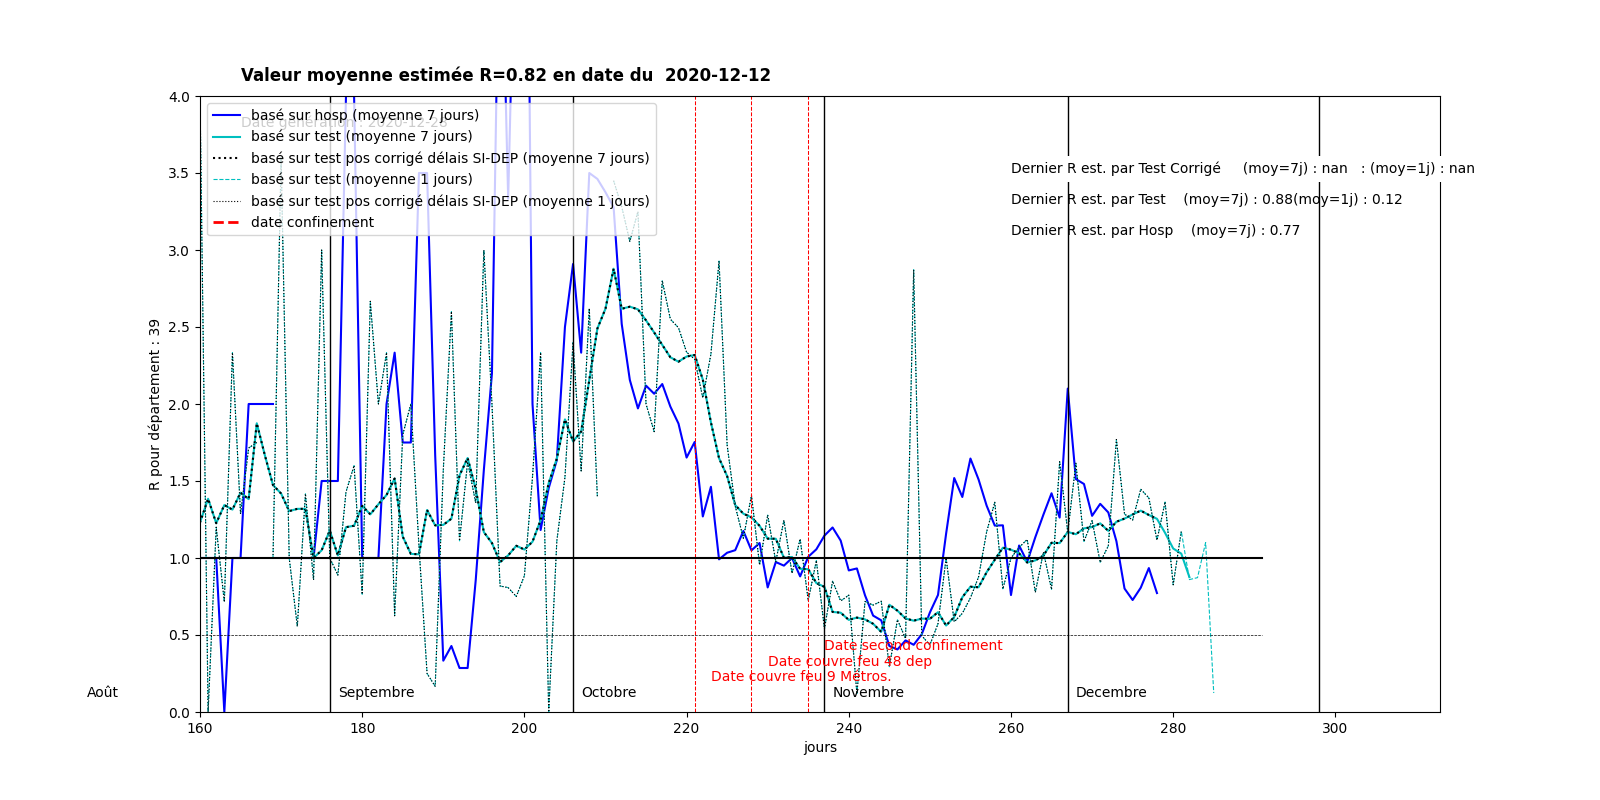 Valeur moyenne estimée R=0.82 en date du  2020-12-12
4.0
3.5
3.0
2.5
2.0
1.5
1.0
0.5
0.0
R pour département : 39
basé sur hosp (moyenne 7 jours)
basé sur test (moyenne 7 jours)
basé sur test pos corrigé délais SI-DEP (moyenne 7 jours)
basé sur test (moyenne 1 jours)
basé sur test pos corrigé délais SI-DEP (moyenne 1 jours)
date confinement
Dernier R est. par Test Corrigé     (moy=7j) : nan   : (moy=1j) : nan
Dernier R est. par Test    (moy=7j) : 0.88(moy=1j) : 0.12
Dernier R est. par Hosp    (moy=7j) : 0.77
Date second confinement
Date couvre feu 48 dep
Date couvre feu 9 Métros.
Août Septembre Octobre Novembre Decembre
160 180 200 220 240 260 280 300
jours